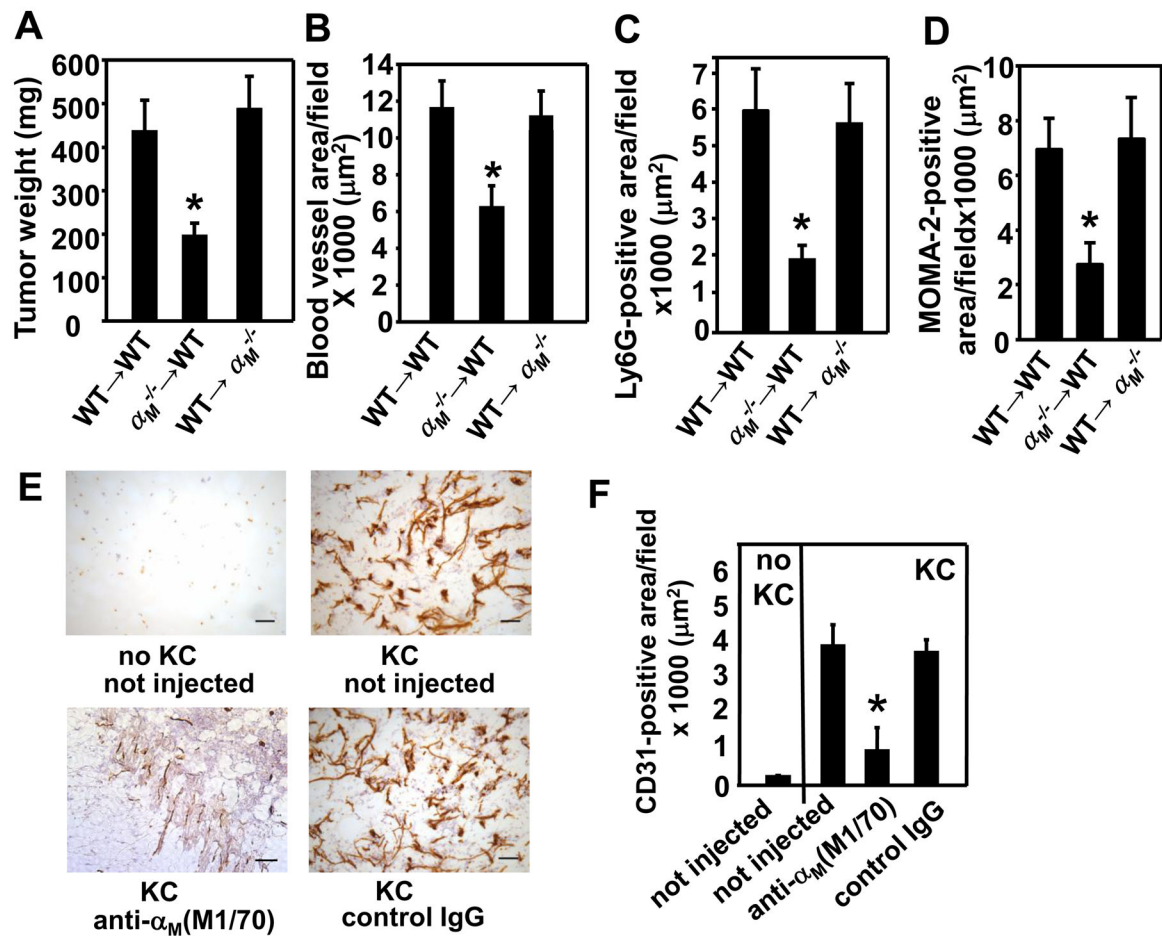 A
Tumor weight (mg)
600
500
400
300
200
100
0
*
WT→WT
αM-/-→WT
WT→ αM-/-
B
Blood vessel area/field
X 1000 (μm2)
14
12
10
8
6
4
2
0
*
WT→WT
αM-/-→WT
WT→ αM-/-
C
Ly6G-positive area/field
x1000 (μm2)
7
6
5
4
3
2
1
0
*
WT→WT
αM-/-→WT
WT→ αM-/-
D
MOMA-2-positive
area/fieldx1000 (μm2)
10
8
6
4
2
0
*
WT→WT
αM-/-→WT
WT→ αM-/-
E
no KC
not injected
KC
not injected
KC
anti-αM(M1/70)
KC
control IgG
F
CD31-positive area/field
x 1000 (μm2)
6
5
4
3
2
1
0
no
KC
KC
*
not injected
not injected
anti-αM(M1/70)
control IgG